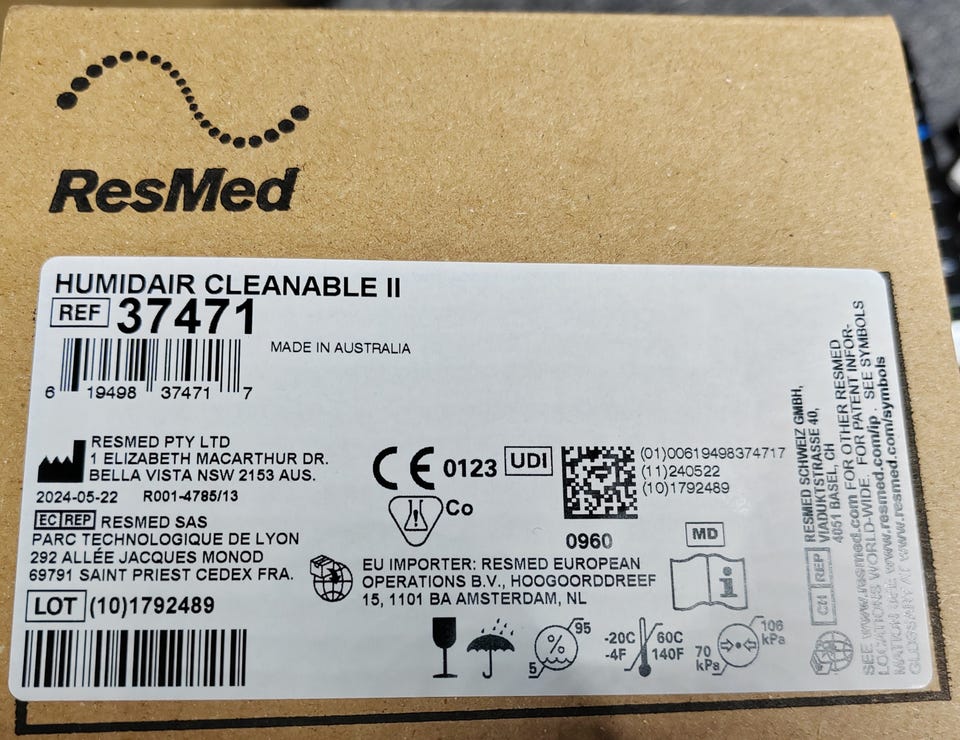 ResMed
HUMIDAIR CLEANABLE II
REF 37471
MADE IN AUSTRALIA
6 19498 37471 7
RESMED PTY LTD
1 ELIZABETH MACARTHUR DR.
BELLA VISTA NSW 2153 AUS.
2024-05-22 R001-4785/13
EC REP RESMED SAS
PARC TECHNOLOGIQUE DE LYON
292 ALLÉE JACQUES MONOD
69791 SAINT PRIEST CEDEX FRA.
LOT (10)1792489
CE 0123 UDI
(01)00619498374717
(11)240522
(10)1792489
Co
0960
MD
EU IMPORTER: RESMED EUROPEAN
OPERATIONS B.V., HOOGOORDDREEF
15, 1101 BA AMSTERDAM, NL
i
95
%
5
-20C
-4F
60C
140F
70
kPa
106
kPa
CH REP
RESMED SCHWEIZ GMBH,
VIADUKTSTRASSE 40,
4051 BASEL, CH
SEE www.resmed.com FOR OTHER RESMED
LOCATIONS WORLD-WIDE. FOR PATENT INFOR-
MATION SEE www.resmed.com/ip . SEE SYMBOLS
GLOSSARY AT www.resmed.com/symbols